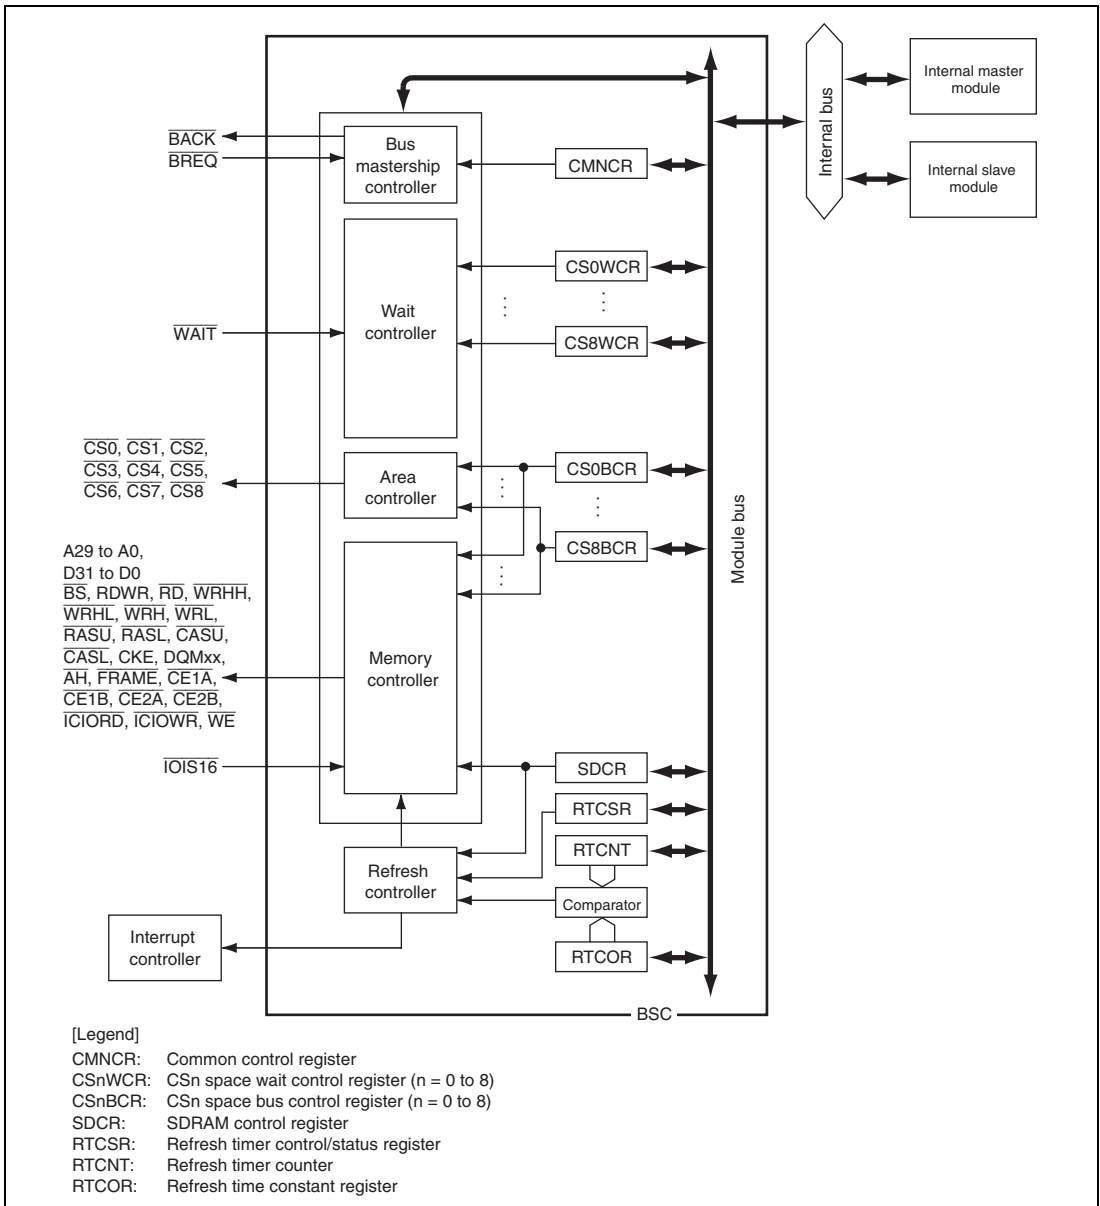 BACK
BREQ
Bus
mastership
controller
CMNCR
Internal bus
Internal master
module
Internal slave
module
WAIT
Wait
controller
CS0WCR
CS8WCR
CS0, CS1, CS2,
CS3, CS4, CS5,
CS6, CS7, CS8
Area
controller
CS0BCR
CS8BCR
Module bus
A29 to A0,
D31 to D0
BS, RDWR, RD, WRHH,
WRHL, WRH, WRL,
RASU, RASL, CASU,
CASL, CKE, DQMxx,
AH, FRAME, CE1A,
CE1B, CE2A, CE2B,
ICIORD, ICIOWR, WE
Memory
controller
IOIS16
SDCR
RTCSR
RTCNT
Refresh
controller
Comparator
RTCOR
Interrupt
controller
BSC
[Legend]
CMNCR: Common control register
CSnWCR: CSn space wait control register (n = 0 to 8)
CSnBCR: CSn space bus control register (n = 0 to 8)
SDCR: SDRAM control register
RTCSR: Refresh timer control/status register
RTCNT: Refresh timer counter
RTCOR: Refresh time constant register